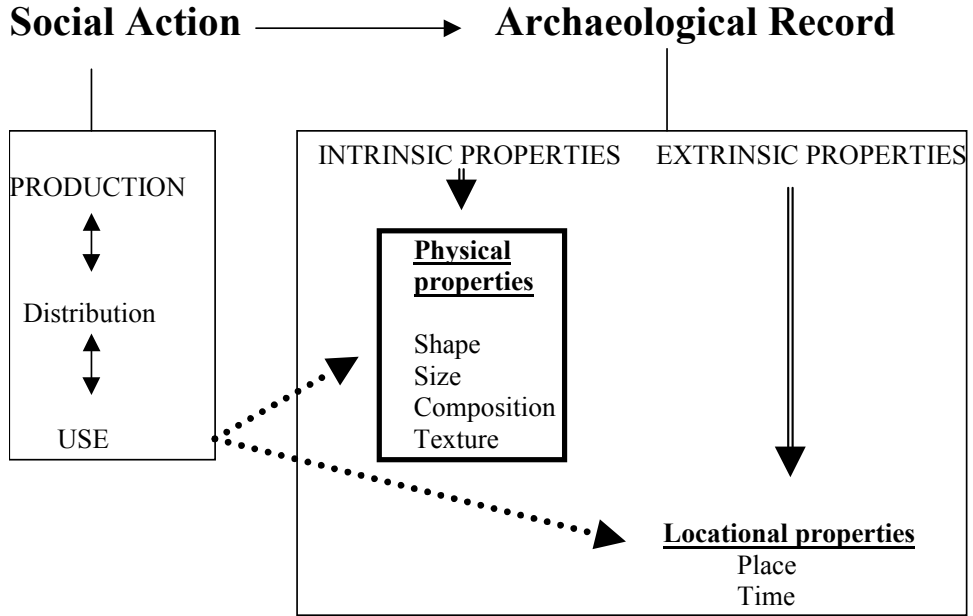 Social Action
Archaeological Record
PRODUCTION
Distribution
USE
INTRINSIC PROPERTIES
Physical
properties
Shape
Size
Composition
Texture
EXTRINSIC PROPERTIES
Locational properties
Place
Time